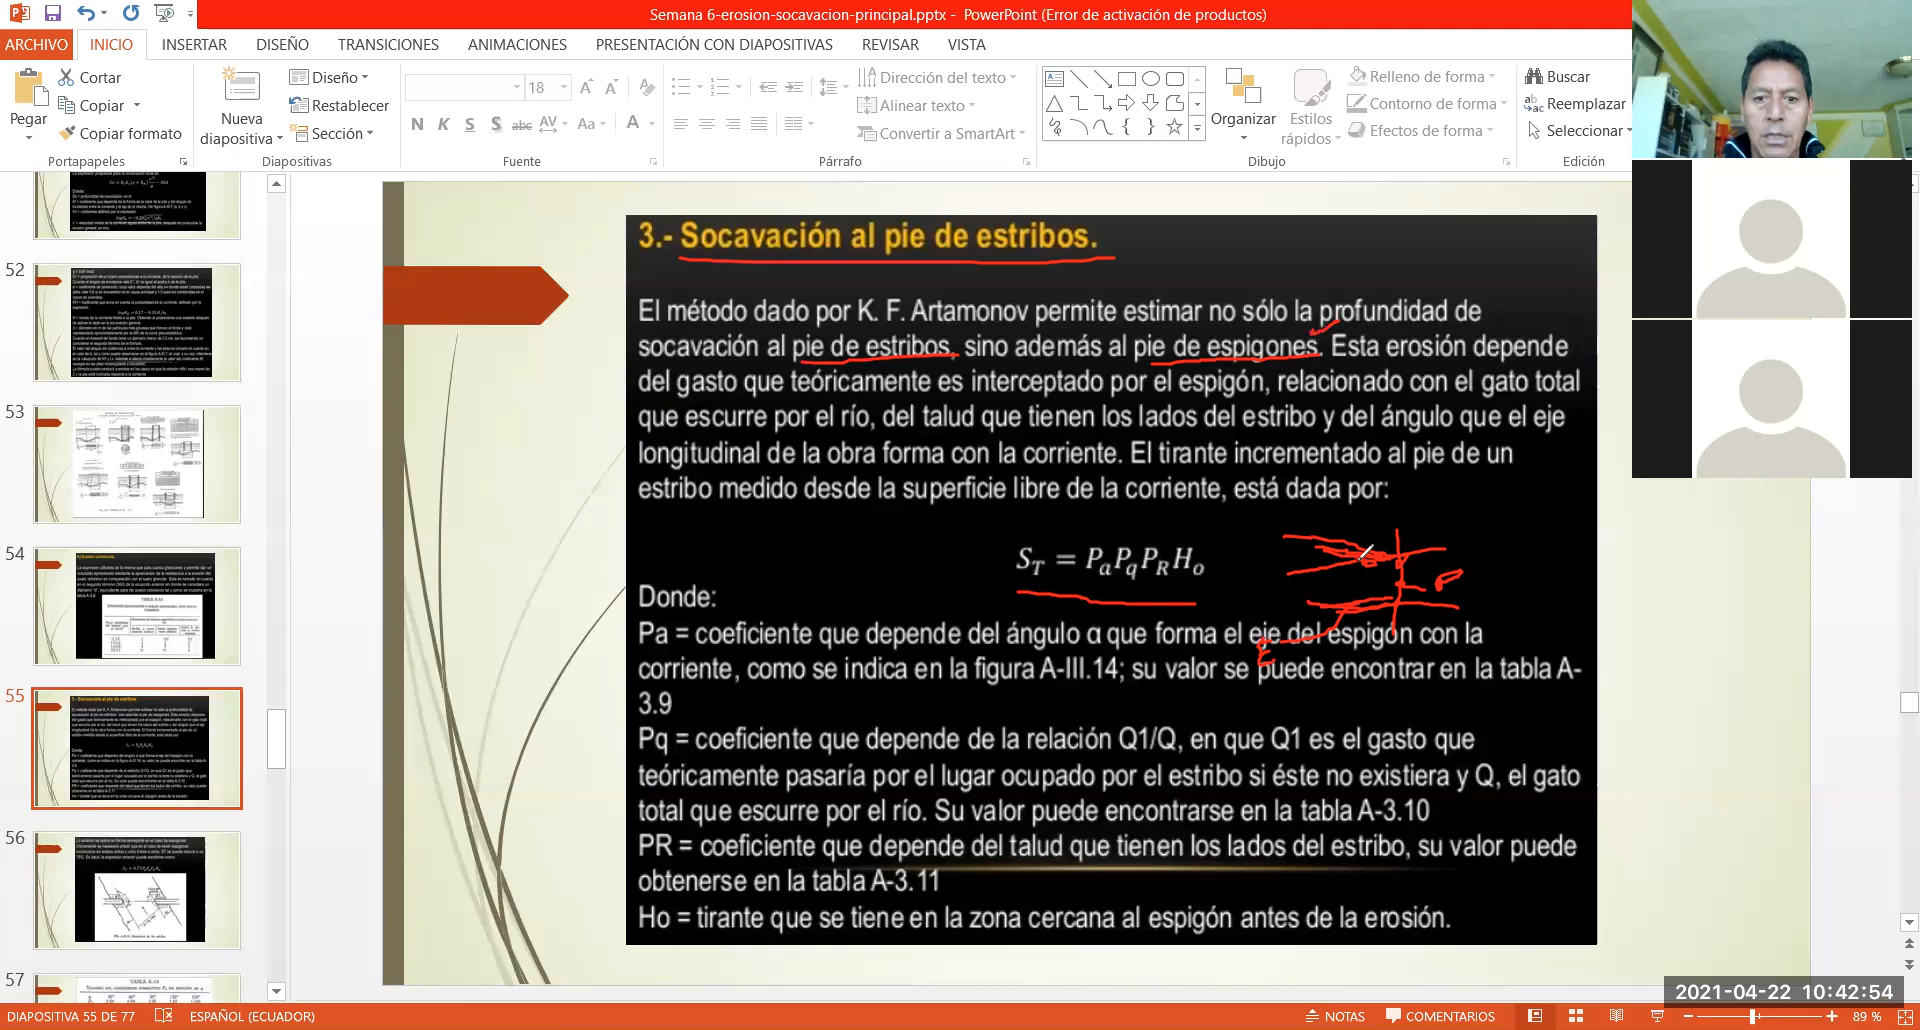 Semana 6-erosion-socavacion-principal.pptx - PowerPoint (Error de activación de productos)
ARCHIVO INICIO INSERTAR DISEÑO TRANSICIONES ANIMACIONES PRESENTACIÓN CON DIAPOSITIVAS REVISAR VISTA
Pegar
Cortar
Copiar
Copiar formato
Portapapeles
Nueva diapositiva
Diseño
Restablecer
Sección
Diapositivas
18
N K S S abc AV Aa A
Fuente
Dirección del texto
Alinear texto
Convertir a SmartArt
Párrafo
Organizar
Estilos rápidos
Relleno de forma
Contorno de forma
Efectos de forma
Dibujo
Buscar
Reemplazar
Seleccionar
Edición
52
53
54
55
56
57
3.- Socavación al pie de estribos.
El método dado por K. F. Artamonov permite estimar no sólo la profundidad de
socavación al pie de estribos, sino además al pie de espigones. Esta erosión depende
del gasto que teóricamente es interceptado por el espigón, relacionado con el gato total
que escurre por el río, del talud que tienen los lados del estribo y del ángulo que el eje
longitudinal de la obra forma con la corriente. El tirante incrementado al pie de un
estribo medido desde la superficie libre de la corriente, está dada por:
S_T = P_a P_q P_R H_o
Donde:
Pa = coeficiente que depende del ángulo α que forma el eje del espigón con la
corriente, como se indica en la figura A-III.14; su valor se puede encontrar en la tabla A-
3.9
E
Pq = coeficiente que depende de la relación Q1/Q, en que Q1 es el gasto que
teóricamente pasaría por el lugar ocupado por el estribo si éste no existiera y Q, el gato
total que escurre por el río. Su valor puede encontrarse en la tabla A-3.10
PR = coeficiente que depende del talud que tienen los lados del estribo, su valor puede
obtenerse en la tabla A-3.11
Ho = tirante que se tiene en la zona cercana al espigón antes de la erosión.
2021-04-22 10:42:54
DIAPOSITIVA 55 DE 77 ESPAÑOL (ECUADOR) NOTAS COMENTARIOS 89 %